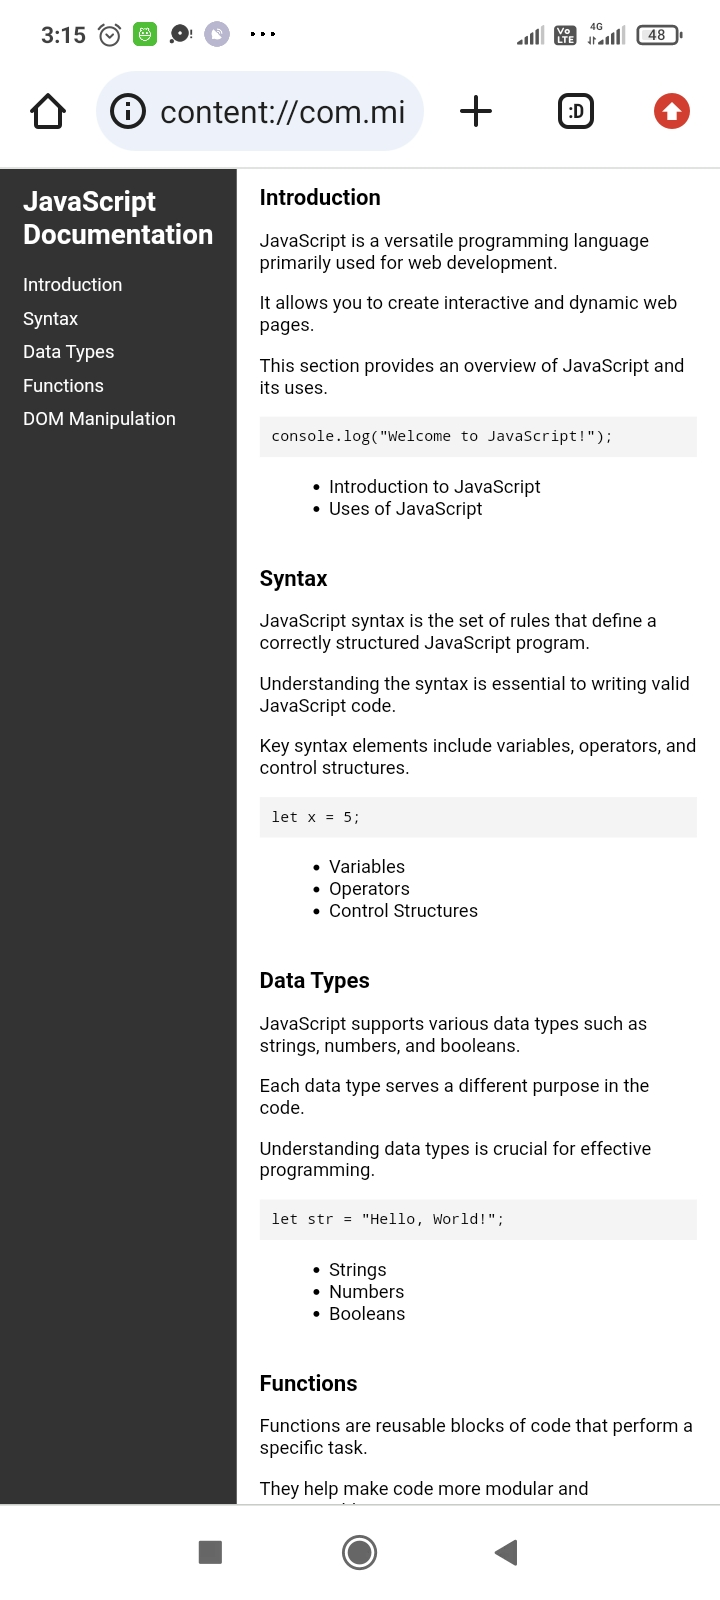 3:15
Vo
LTE
4G
48
content://com.mi
:D
JavaScript
Documentation
Introduction
Syntax
Data Types
Functions
DOM Manipulation
Introduction
JavaScript is a versatile programming language
primarily used for web development.
It allows you to create interactive and dynamic web
pages.
This section provides an overview of JavaScript and
its uses.
console.log("Welcome to JavaScript!");
• Introduction to JavaScript
• Uses of JavaScript
Syntax
JavaScript syntax is the set of rules that define a
correctly structured JavaScript program.
Understanding the syntax is essential to writing valid
JavaScript code.
Key syntax elements include variables, operators, and
control structures.
let x = 5;
• Variables
• Operators
• Control Structures
Data Types
JavaScript supports various data types such as
strings, numbers, and booleans.
Each data type serves a different purpose in the
code.
Understanding data types is crucial for effective
programming.
let str = "Hello, World!";
• Strings
• Numbers
• Booleans
Functions
Functions are reusable blocks of code that perform a
specific task.
They help make code more modular and